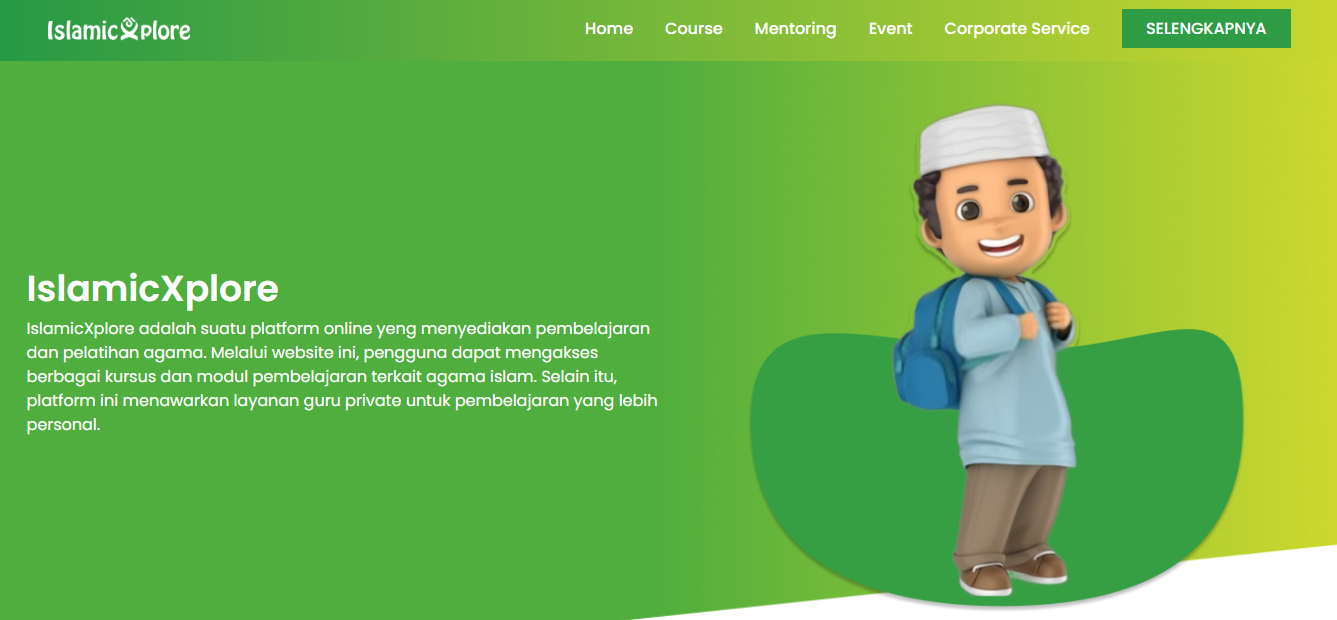 IslamicXplore
Home Course Mentoring Event Corporate Service SELENGKAPNYA
IslamicXplore
IslamicXplore adalah suatu platform online yeng menyediakan pembelajaran
dan pelatihan agama. Melalui website ini, pengguna dapat mengakses
berbagai kursus dan modul pembelajaran terkait agama islam. Selain itu,
platform ini menawarkan layanan guru private untuk pembelajaran yang lebih
personal.